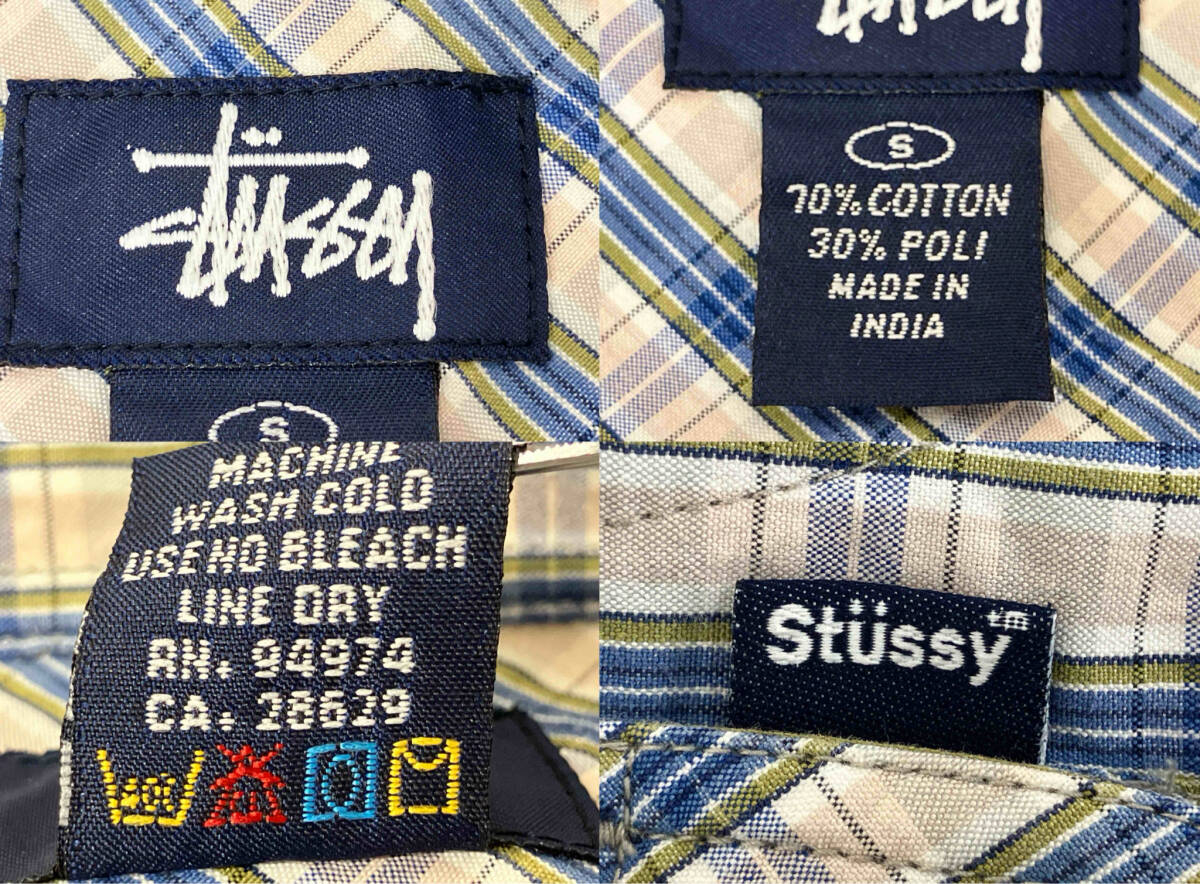 Stüssy
S
Stüssy
S
70% COTTON
30% POLI
MADE IN
INDIA
MACHINE
WASH COLD
USE NO BLEACH
LINE DRY
RN. 94974
CA. 28629
Stüssy™